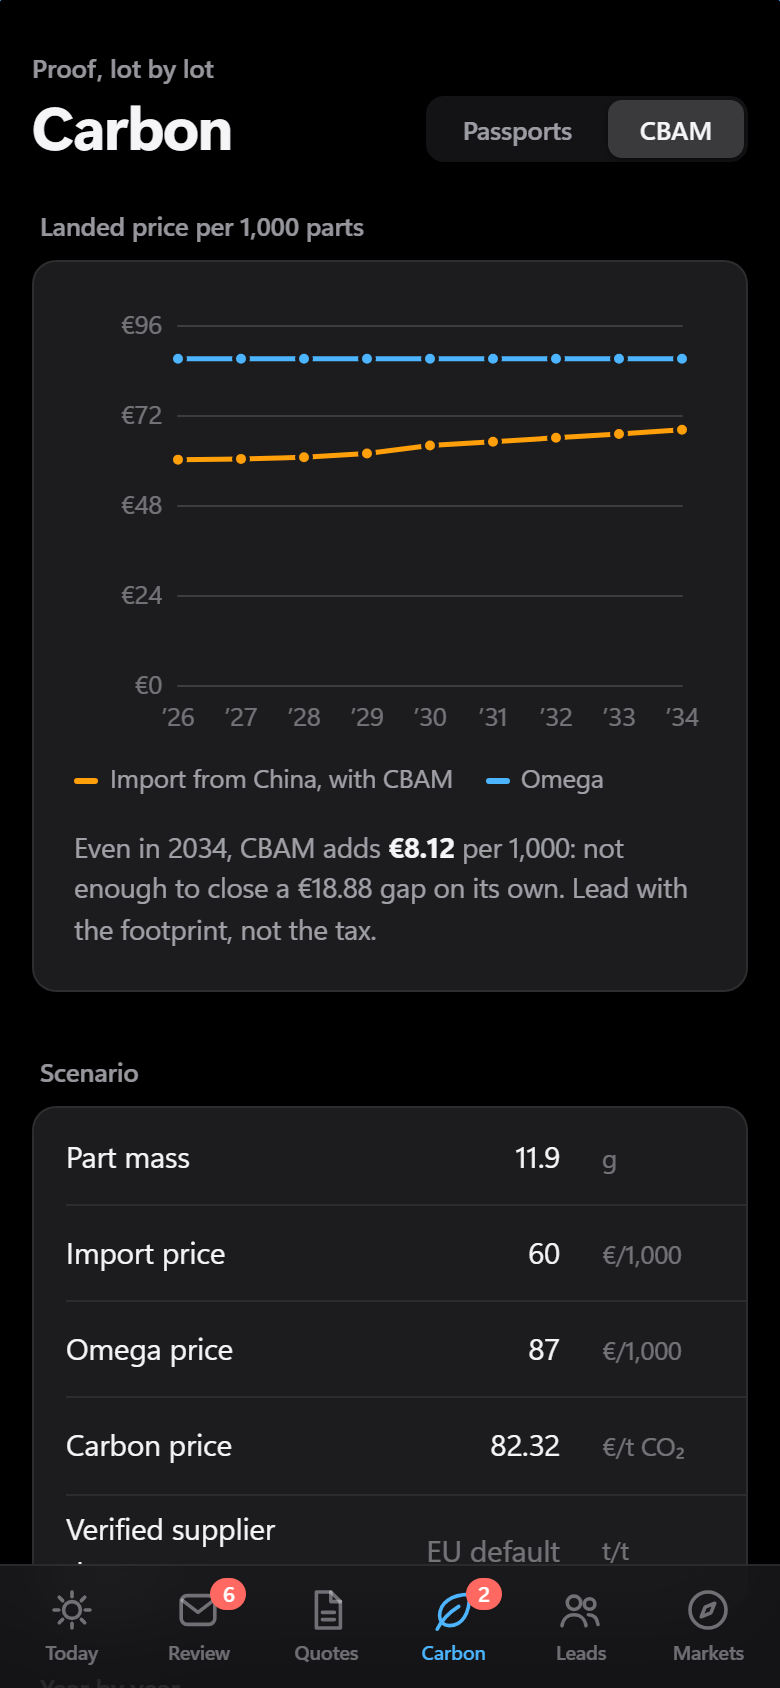 Proof, lot by lot
Carbon
Passports
CBAM
Landed price per 1,000 parts
€96
€72
€48
€24
€0
’26 ’27 ’28 ’29 ’30 ’31 ’32 ’33 ’34
Import from China, with CBAM
Omega
Even in 2034, CBAM adds €8.12 per 1,000: not
enough to close a €18.88 gap on its own. Lead with
the footprint, not the tax.
Scenario
Part mass 11.9 g
Import price 60 €/1,000
Omega price 87 €/1,000
Carbon price 82.32 €/t CO₂
Verified supplier
EU default t/t
6
2
Today Review Quotes Carbon Leads Markets